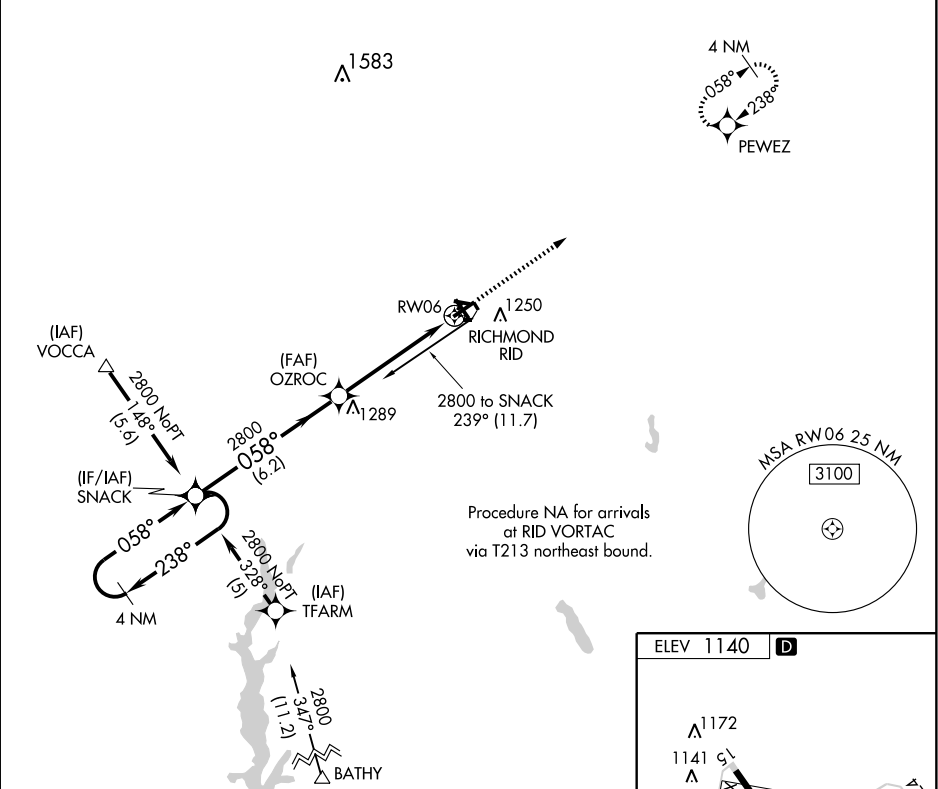 1583
4 NM
058°
238°
PEWEZ
RW06
1250
RICHMOND
RID
(IAF)
VOCCA
(FAF)
OZROC
1289
2800 to SNACK
239° (11.7)
2800 NoPT
148°
(5.6)
2800
058°
(6.2)
(IF/IAF)
SNACK
058°
238°
4 NM
2800 NoPT
328°
(5)
(IAF)
TFARM
Procedure NA for arrivals
at RID VORTAC
via T213 northeast bound.
MSA RW06 25 NM
3100
2800
347°
(11.2)
BATHY
ELEV 1140 D
1172
1141
15